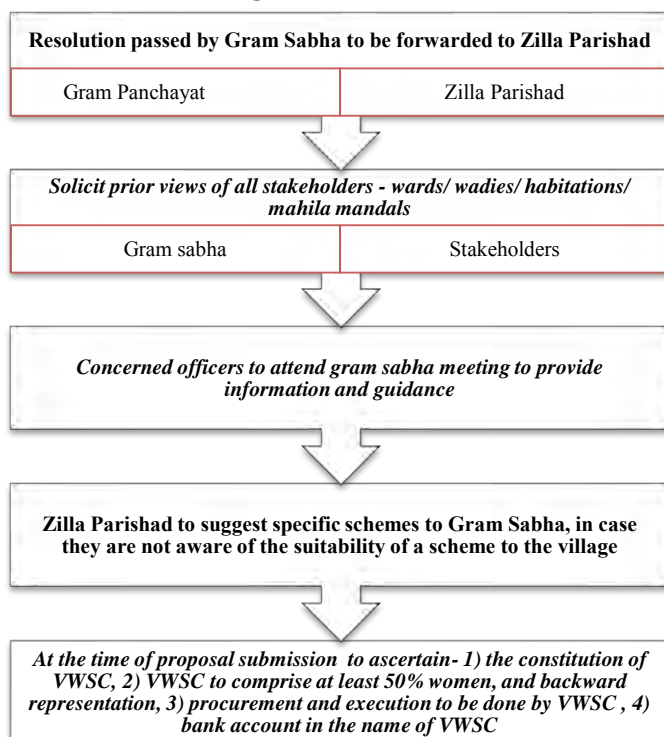 Resolution passed by Gram Sabha to be forwarded to Zilla Parishad
Gram Panchayat
Zilla Parishad
Solicit prior views of all stakeholders - wards/ wadies/ habitations/
mahila mandals
Gram sabha
Stakeholders
Concerned officers to attend gram sabha meeting to provide
information and guidance
Zilla Parishad to suggest specific schemes to Gram Sabha, in case
they are not aware of the suitability of a scheme to the village
At the time of proposal submission to ascertain- 1) the constitution of
VWSC, 2) VWSC to comprise at least 50% women, and backward
representation, 3) procurement and execution to be done by VWSC , 4)
bank account in the name of VWSC